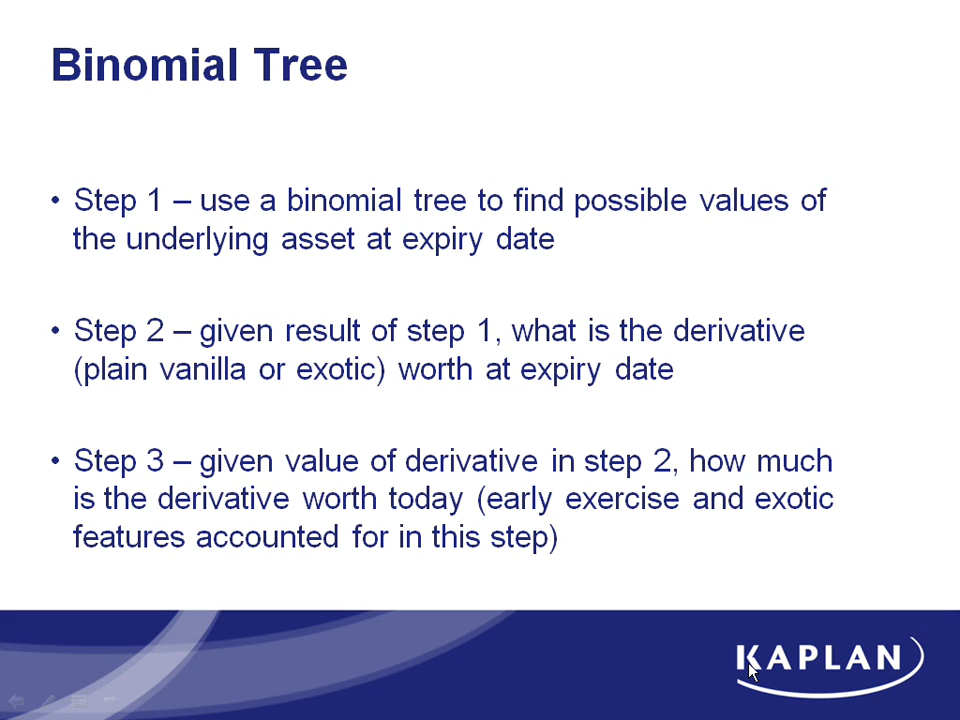 Binomial Tree
• Step 1 – use a binomial tree to find possible values of
the underlying asset at expiry date
• Step 2 – given result of step 1, what is the derivative
(plain vanilla or exotic) worth at expiry date
• Step 3 – given value of derivative in step 2, how much
is the derivative worth today (early exercise and exotic
features accounted for in this step)
KAPLAN